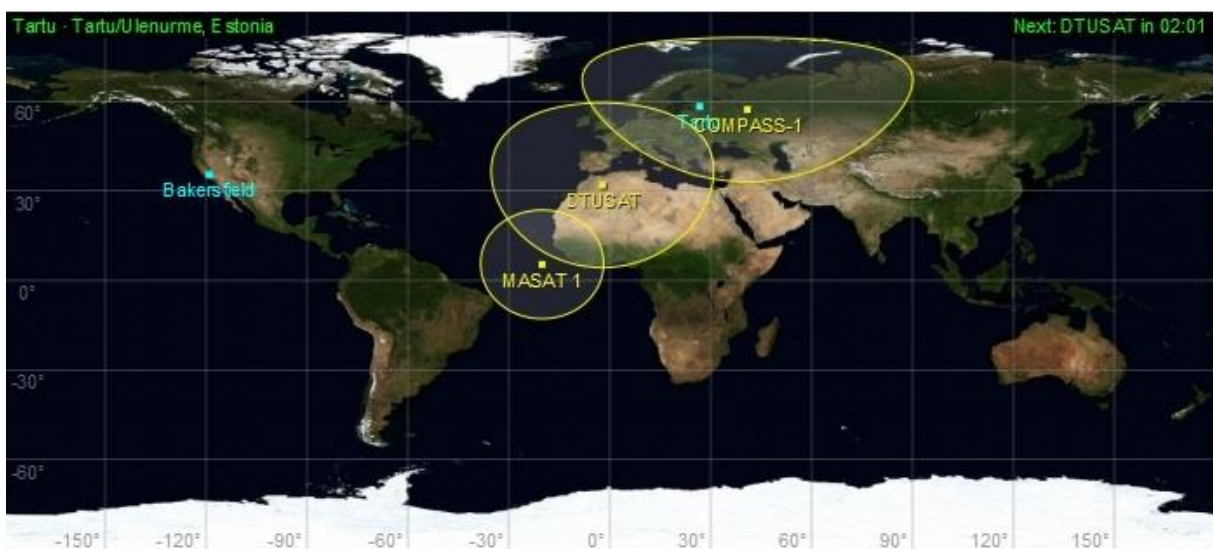 Tartu - Tartu/Ulenurme, Estonia
Next: DTUSAT in 02:01
60°
Tartu
COMPASS-1
Bakersfield
30°
DTUSAT
MASAT 1
0°
-30°
-60°
-150°
-120°
-90°
-60°
-30°
0°
30°
60°
90°
120°
150°